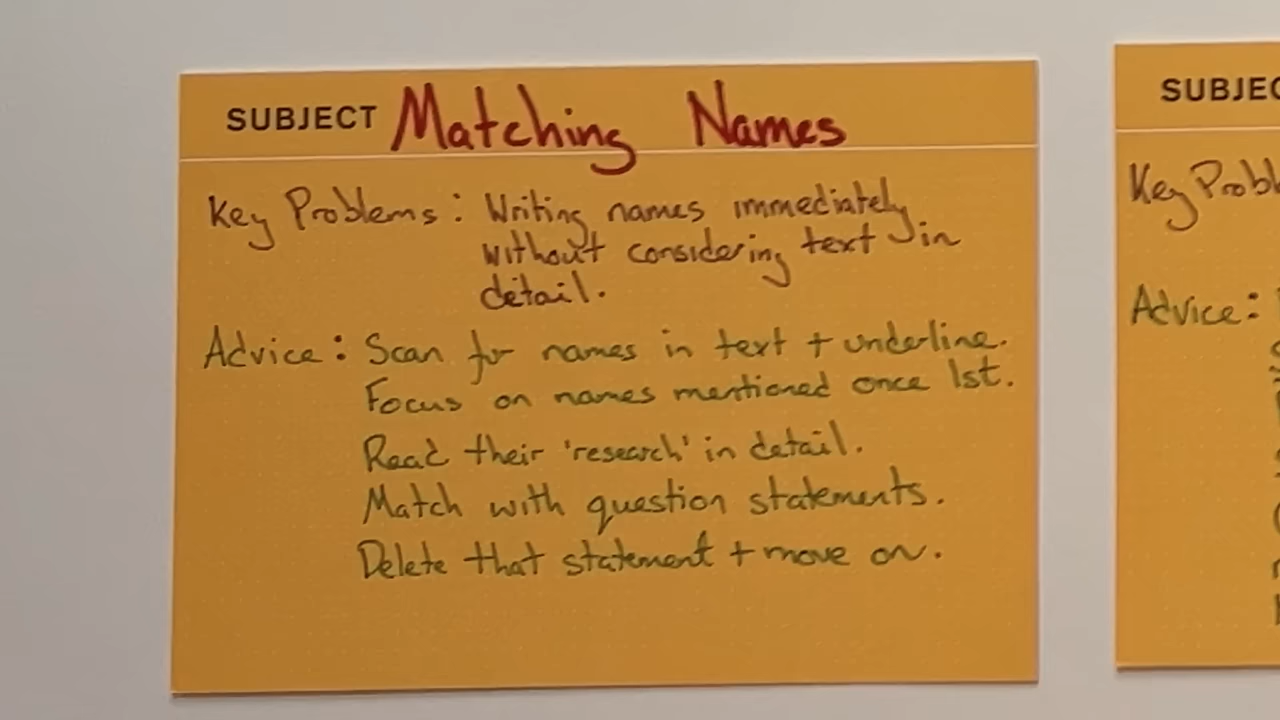 SUBJECT Matching Names
Key Problems: Writing names immediately
without considering text in
detail.
Advice: Scan for names in text + underline.
Focus on names mentioned once 1st.
Read their 'research' in detail.
Match with question statements.
Delete that statement + move on.
SUBJEC
Key Probl
Advice: